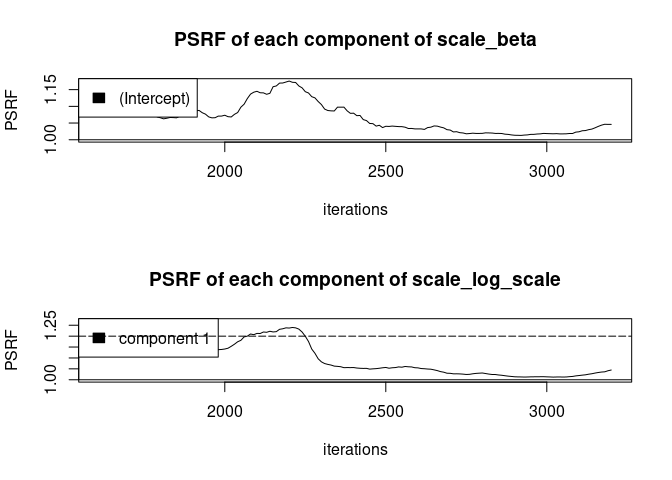 PSRF of each component of scale_beta
PSRF
1.15
1.00
(Intercept)
2000 2500 3000
iterations
PSRF of each component of scale_log_scale
PSRF
1.25
1.00
component 1
2000 2500 3000
iterations